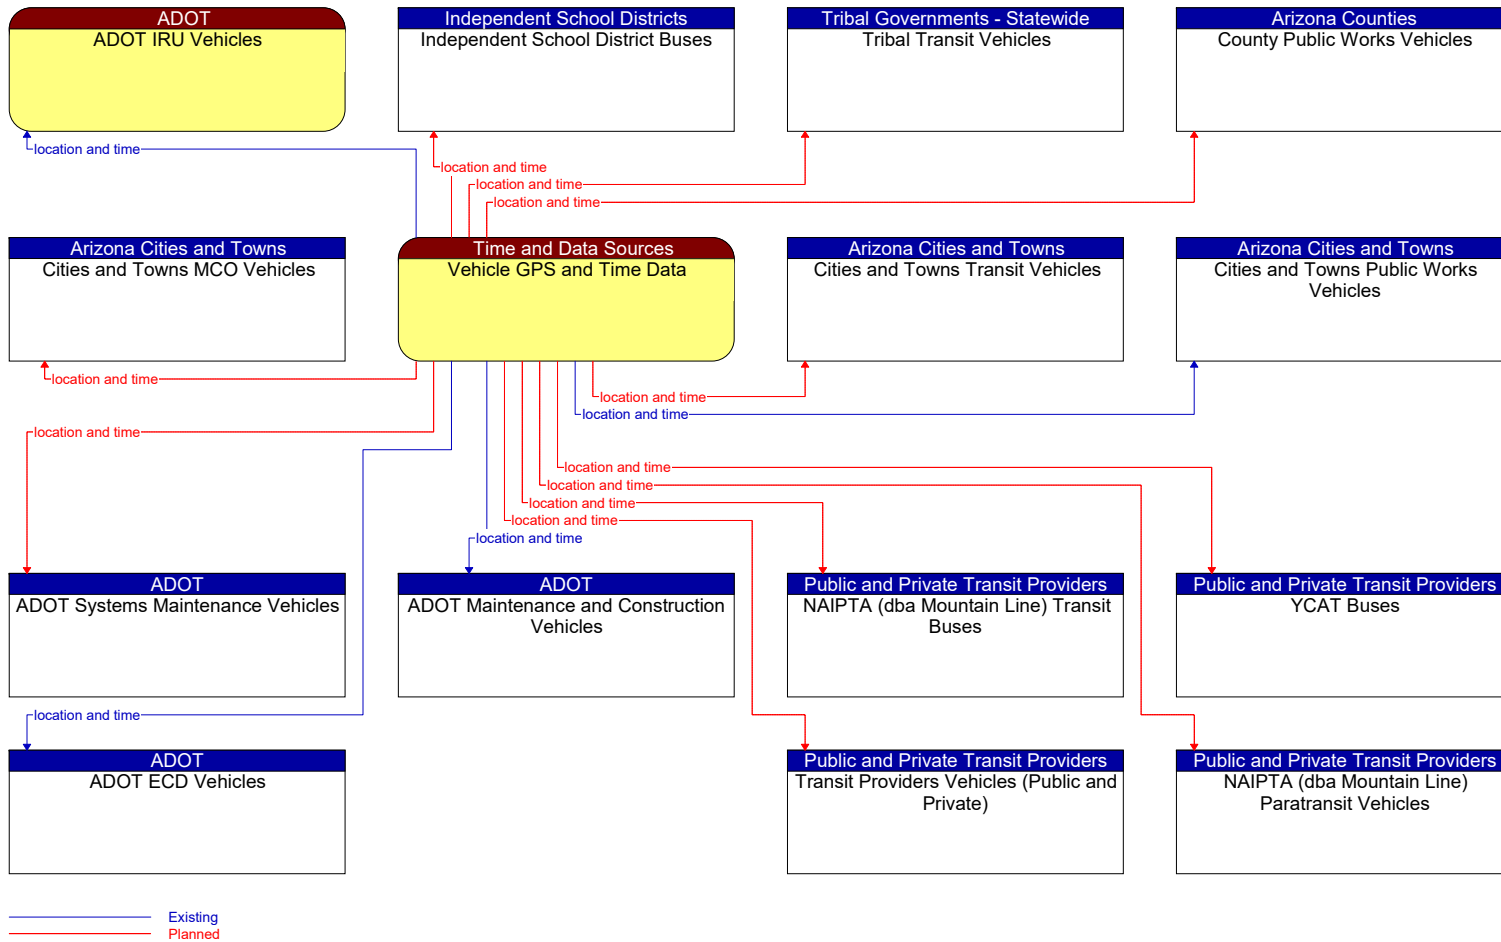 ADOT
ADOT IRU Vehicles
Independent School Districts
Independent School District Buses
Tribal Governments - Statewide
Tribal Transit Vehicles
Arizona Counties
County Public Works Vehicles
location and time
location and time
location and time
location and time
Arizona Cities and Towns
Cities and Towns MCO Vehicles
Time and Data Sources
Vehicle GPS and Time Data
Arizona Cities and Towns
Cities and Towns Transit Vehicles
Arizona Cities and Towns
Cities and Towns Public Works
Vehicles
location and time
location and time
location and time
location and time
location and time
location and time
location and time
location and time
location and time
ADOT
ADOT Systems Maintenance Vehicles
ADOT
ADOT Maintenance and Construction
Vehicles
Public and Private Transit Providers
NAIPTA (dba Mountain Line) Transit
Buses
Public and Private Transit Providers
YCAT Buses
location and time
ADOT
ADOT ECD Vehicles
Public and Private Transit Providers
Transit Providers Vehicles (Public and
Private)
Public and Private Transit Providers
NAIPTA (dba Mountain Line)
Paratransit Vehicles
Existing
Planned